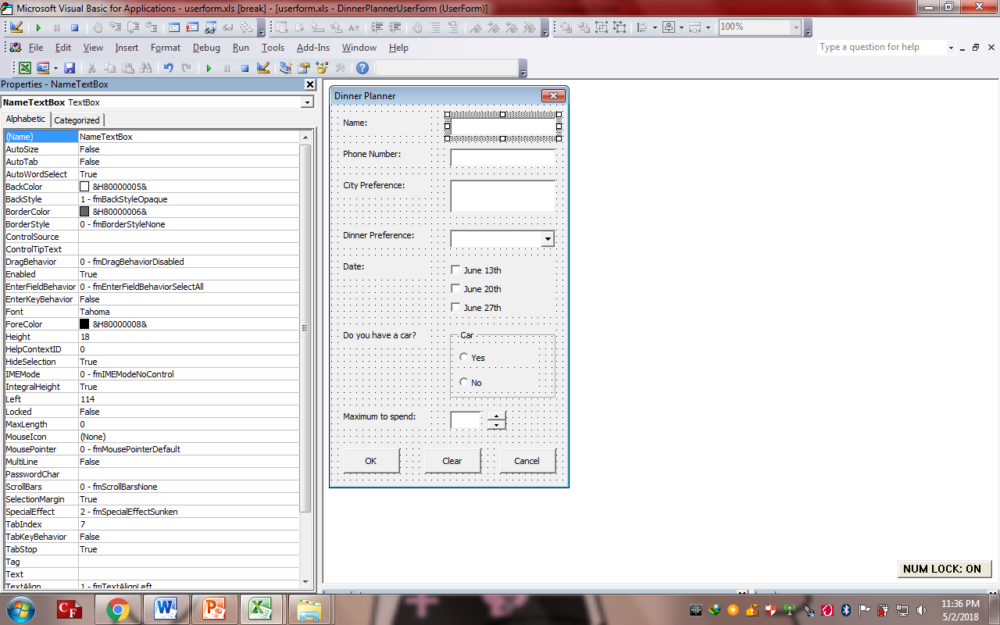 Microsoft Visual Basic for Applications - userform.xls [break] - [userform.xls - DinnerPlannerUserForm (UserForm)]
100%
File Edit View Insert Format Debug Run Tools Add-Ins Window Help
Type a question for help
Properties - NameTextBox
NameTextBox TextBox
Alphabetic Categorized
(Name) NameTextBox
AutoSize False
AutoTab False
AutoWordSelect True
BackColor &H80000005&
BackStyle 1 - fmBackStyleOpaque
BorderColor &H80000006&
BorderStyle 0 - fmBorderStyleNone
ControlSource
ControlTipText
DragBehavior 0 - fmDragBehaviorDisabled
Enabled True
EnterFieldBehavior 0 - fmEnterFieldBehaviorSelectAll
EnterKeyBehavior False
Font Tahoma
ForeColor &H80000008&
Height 18
HelpContextID 0
HideSelection True
IMEMode 0 - fmIMEModeNoControl
IntegralHeight True
Left 114
Locked False
MaxLength 0
MouseIcon (None)
MousePointer 0 - fmMousePointerDefault
MultiLine False
PasswordChar
ScrollBars 0 - fmScrollBarsNone
SelectionMargin True
SpecialEffect 2 - fmSpecialEffectSunken
TabIndex 7
TabKeyBehavior False
TabStop True
Tag
Text
TextAlign 1 - fmTextAlignLeft
Dinner Planner
Name:
Phone Number:
City Preference:
Dinner Preference:
Date:
June 13th
June 20th
June 27th
Do you have a car?
Car
Yes
No
Maximum to spend:
OK Clear Cancel
NUM LOCK: ON
CF
11:36 PM
5/2/2018